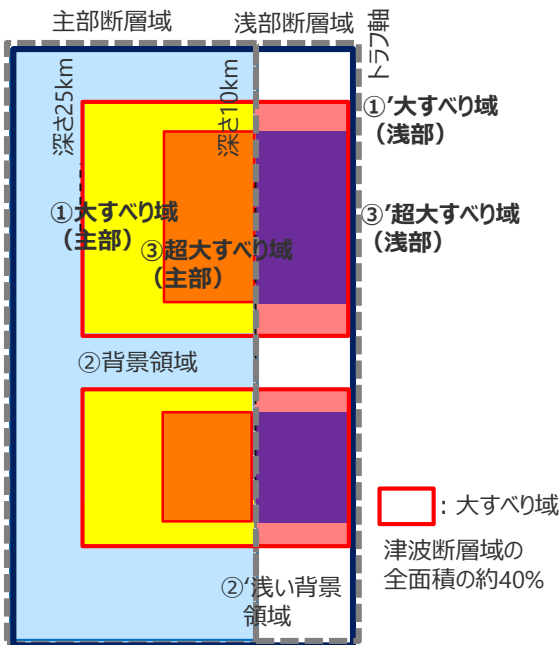 主部断層域
浅部断層域
トラフ軸
深さ25km
深さ10km
①’大すべり域
（浅部）
①大すべり域
（主部）
③超大すべり域
（主部）
③’超大すべり域
（浅部）
②背景領域
：大すべり域
津波断層域の
全面積の約40%
②’浅い背景
領域